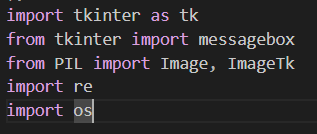 import tkinter as tk
from tkinter import messagebox
from PIL import Image, ImageTk
import re
import os